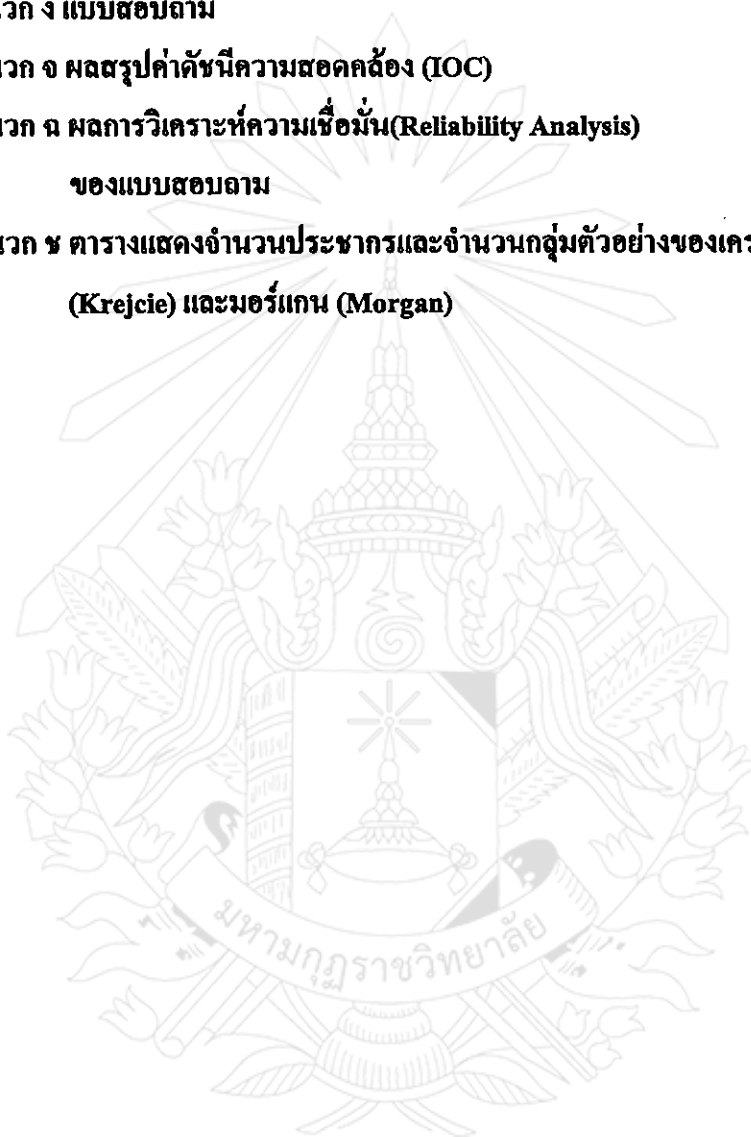 นวก ง แบบสอบถาม
นวก จ ผลสรุปค่าดัชนีความสอดคล้อง (IOC)
นวก ฉ ผลการวิเคราะห์ความเชื่อมั่น(Reliability Analysis)
ของแบบสอบถาม
นวก ช ตารางแสดงจำนวนประชากรและจำนวนกลุ่มตัวอย่างของเคร
(Krejcie) และมอร์แกน (Morgan)
มหามกุฏราชวิทยาลัย